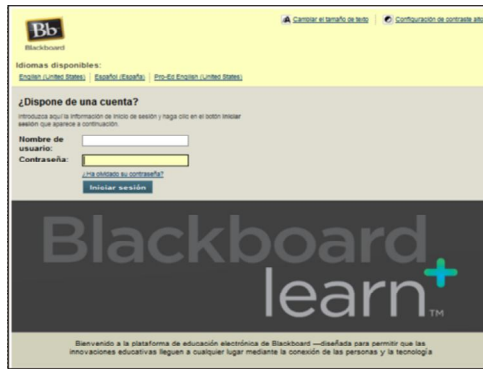 Bb
Cambiar el tamaño de texto
Configuración de contraste alto
Blackboard
Idiomas disponibles:
English (United States) Español (España) Pro-Ed English (United States)
¿Dispone de una cuenta?
Introduzca aquí la información de inicio de sesión y haga clic en el botón Iniciar
sesión que aparece a continuación.
Nombre de
usuario:
Contraseña:
¿Ha olvidado su contraseña?
Iniciar sesión
Blackboard
learn+ TM
Bienvenido a la plataforma de educación electrónica de Blackboard —diseñada para permitir que las
innovaciones educativas lleguen a cualquier lugar mediante la conexión de las personas y la tecnología